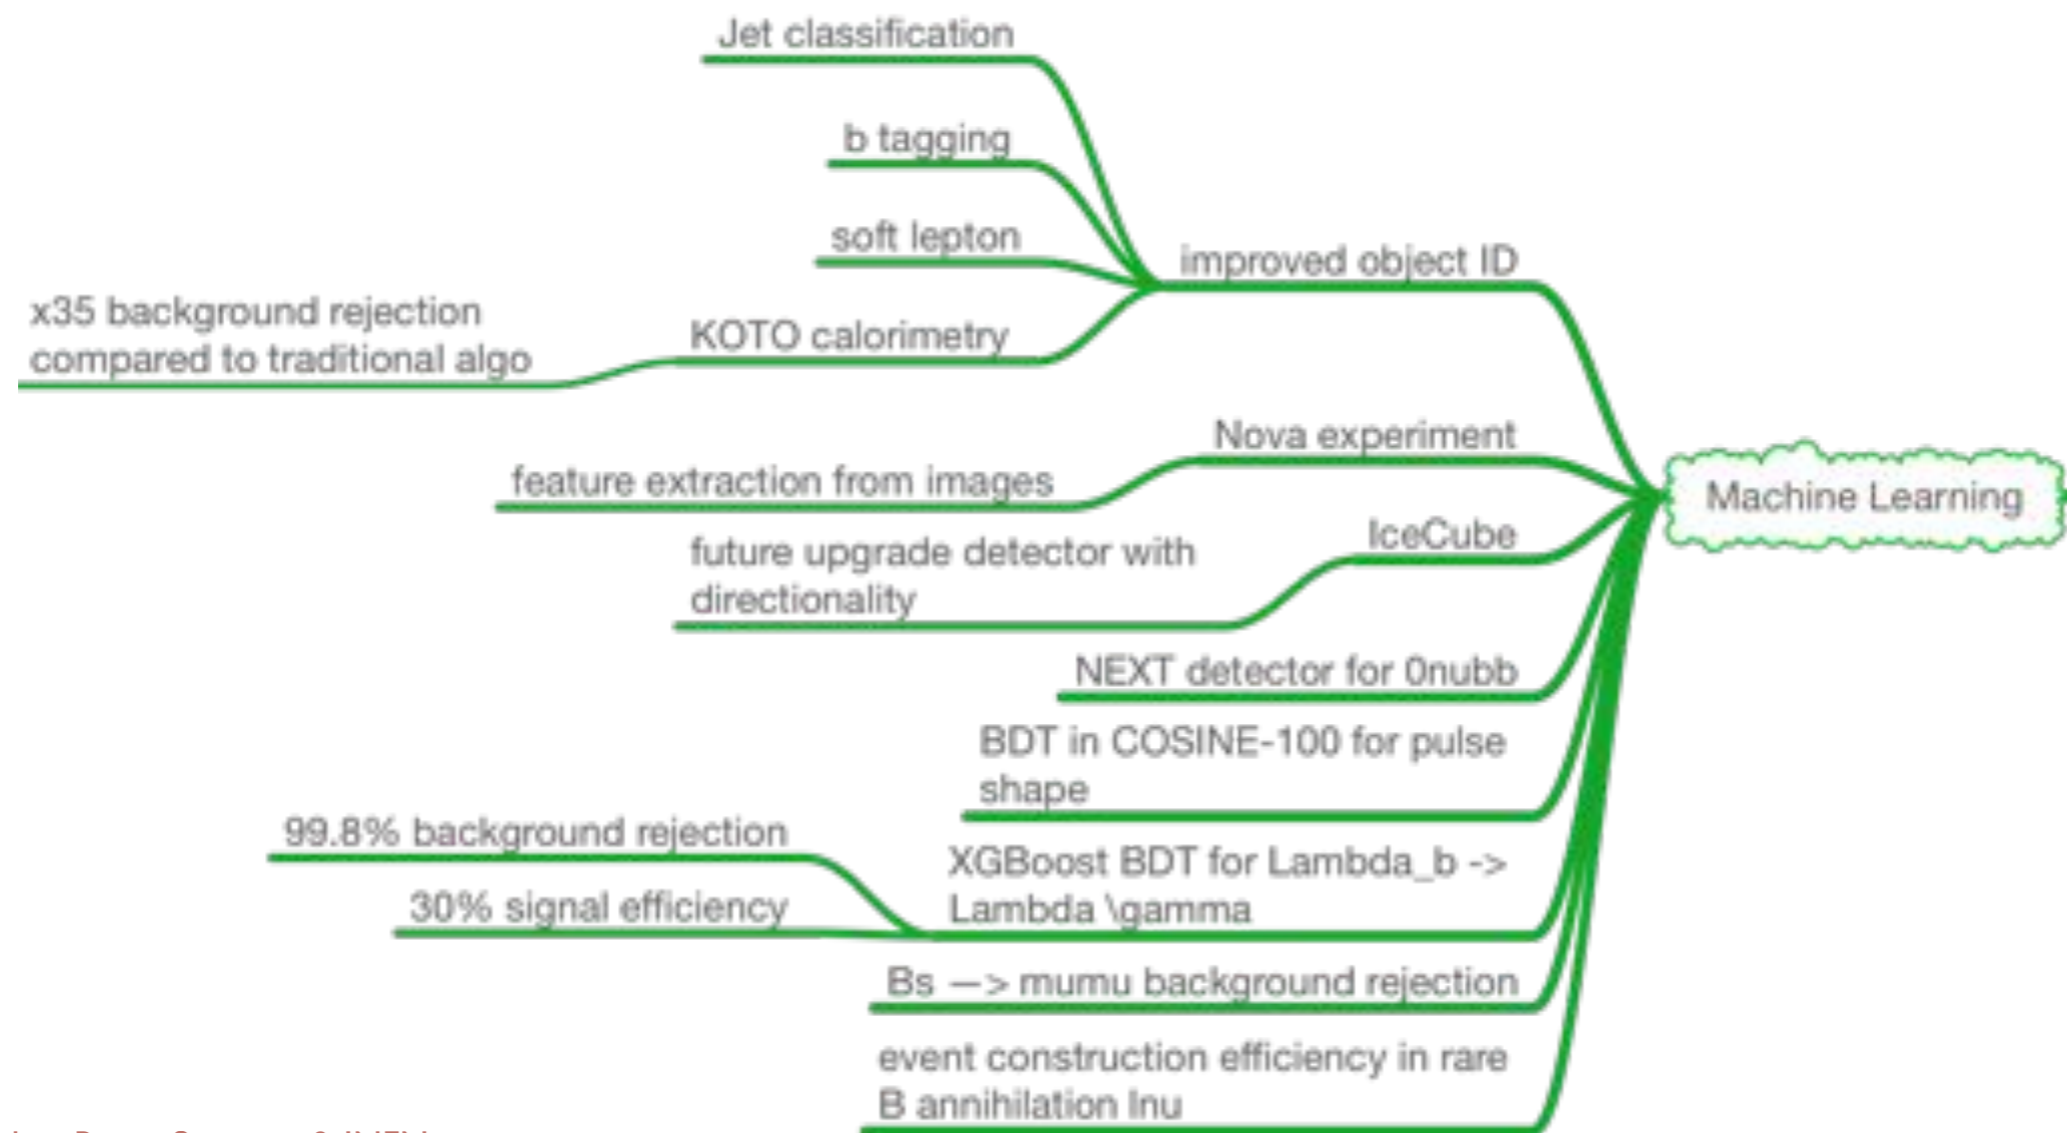 Jet classification
b tagging
soft lepton
improved object ID
x35 background rejection
compared to traditional algo
KOTO calorimetry
Nova experiment
feature extraction from images
Machine Learning
IceCube
future upgrade detector with
directionality
NEXT detector for 0nubb
BDT in COSINE-100 for pulse
shape
99.8% background rejection
30% signal efficiency
XGBoost BDT for Lambda_b ->
Lambda \gamma
Bs —> mumu background rejection
event construction efficiency in rare
B annihilation lnu